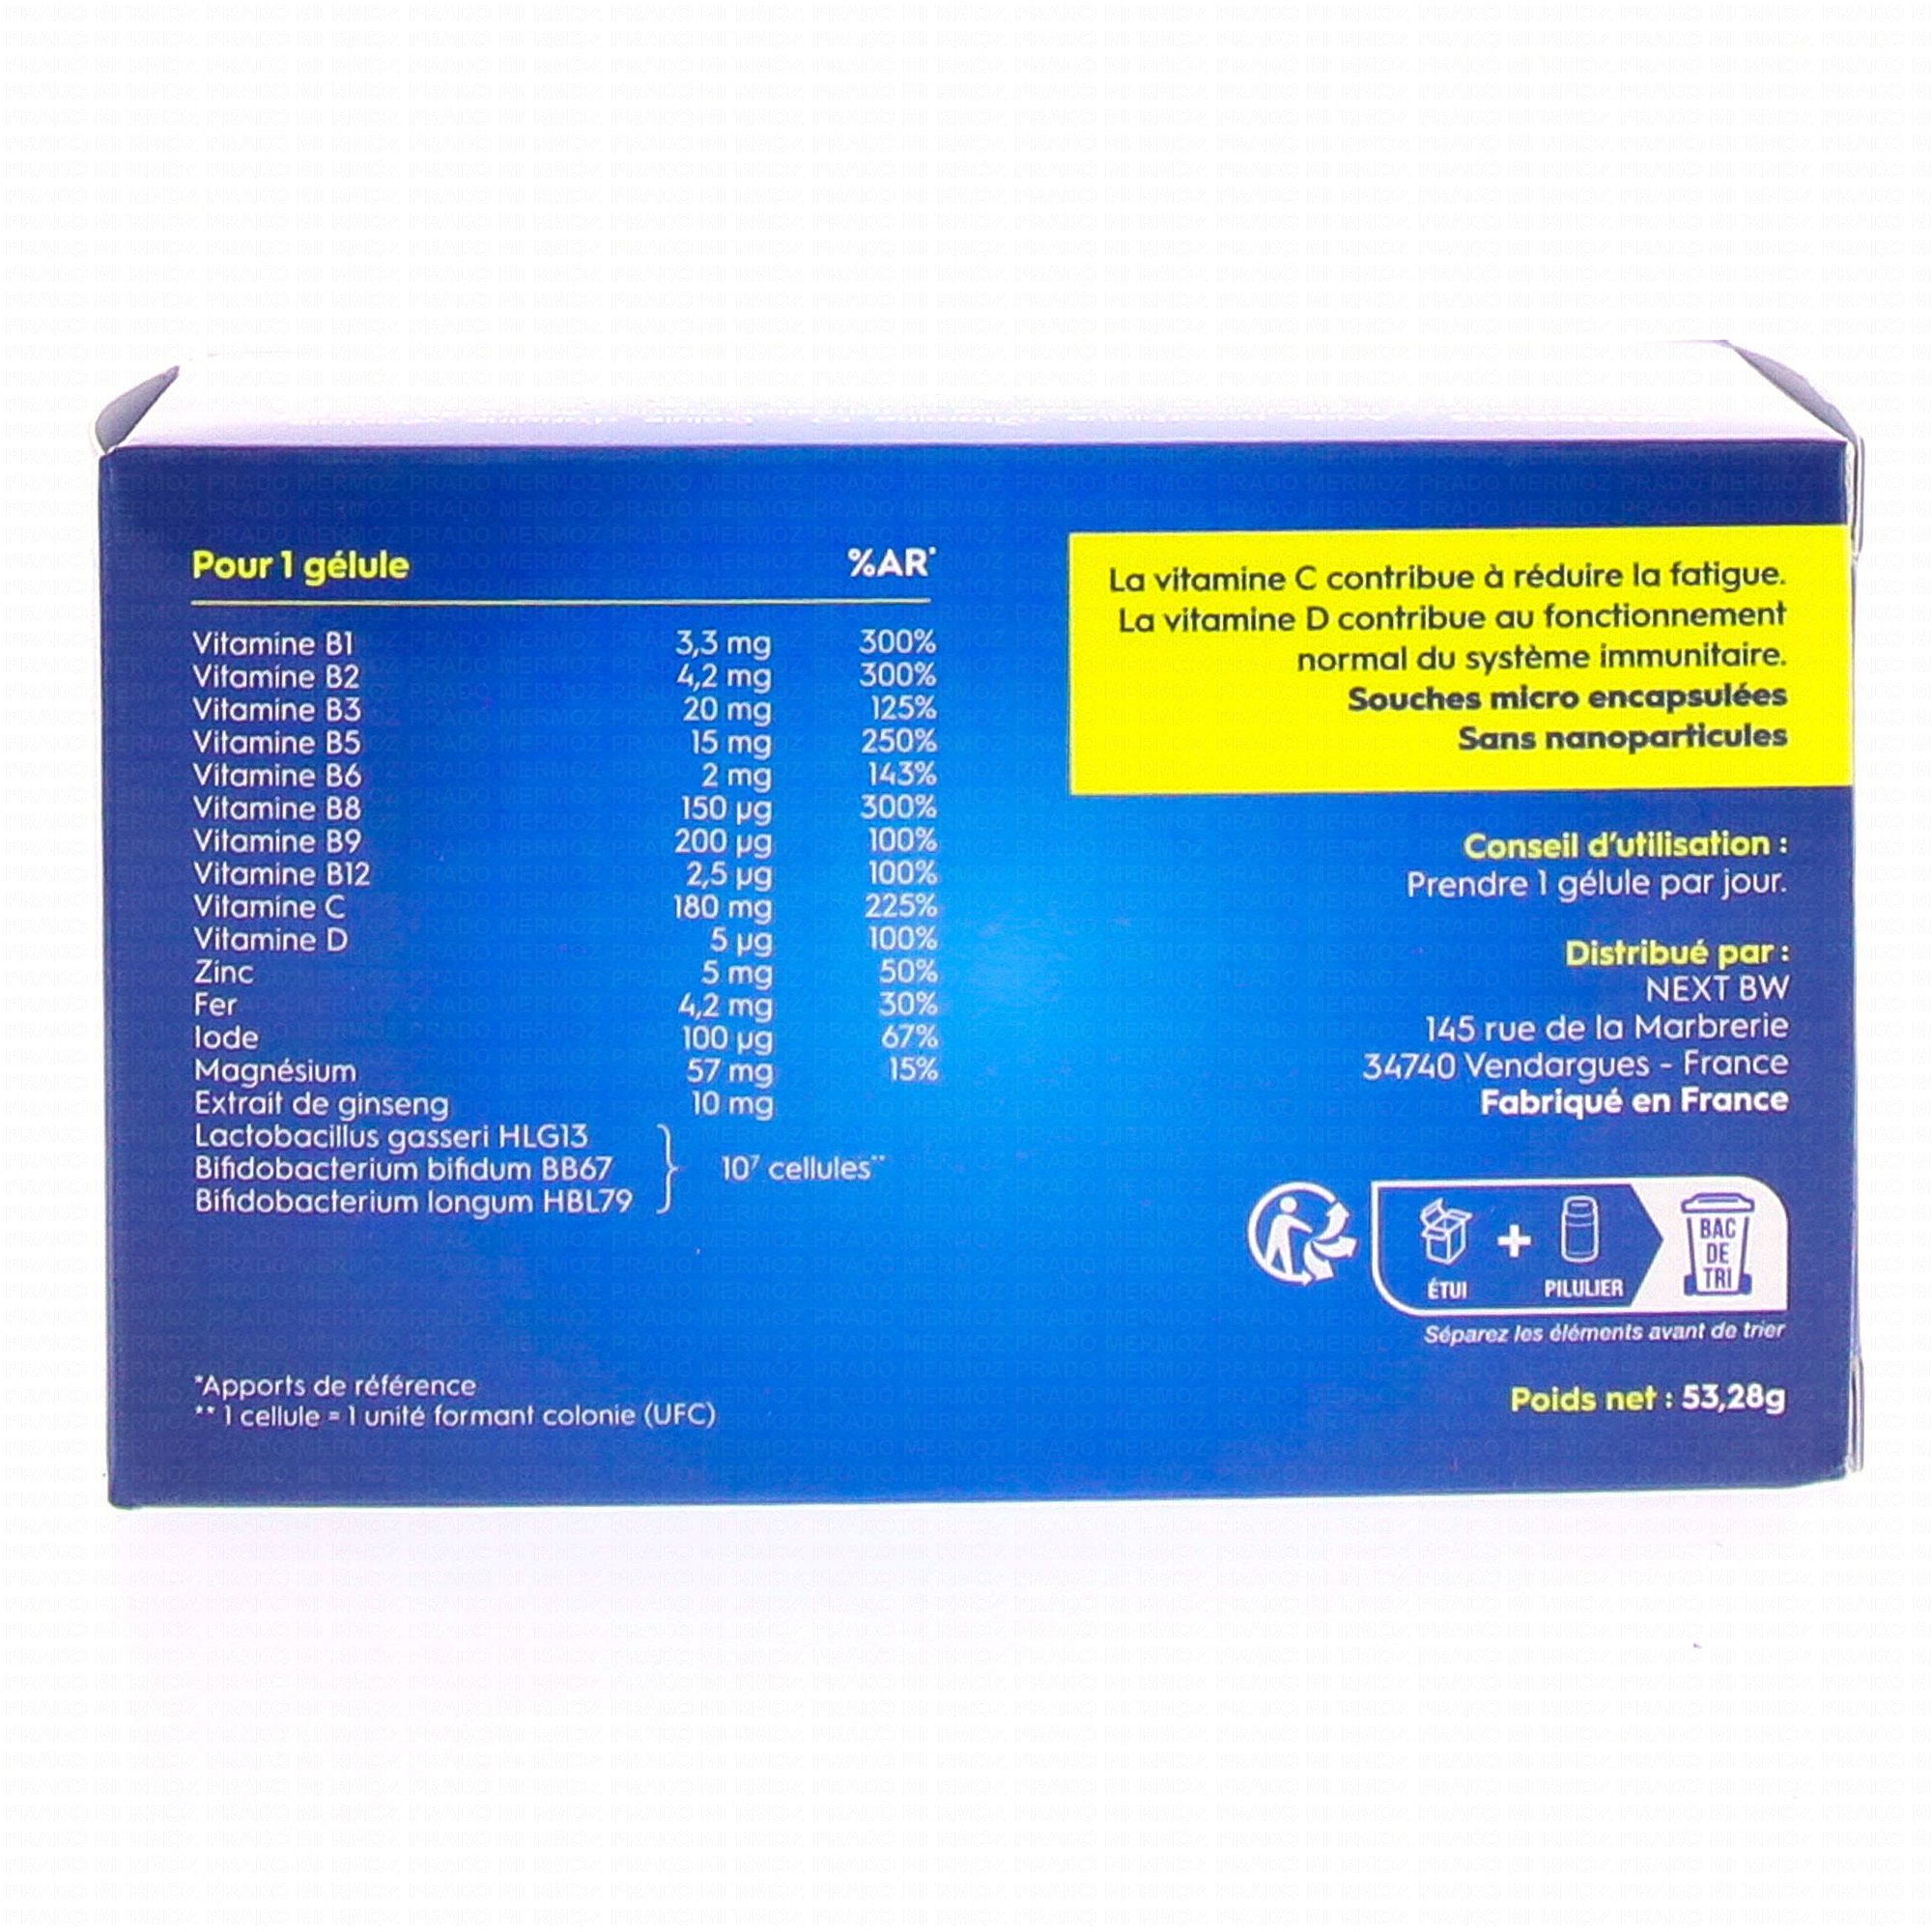 Pour 1 gélule %AR*
Vitamine B1 3,3 mg 300%
Vitamine B2 4,2 mg 300%
Vitamine B3 20 mg 125%
Vitamine B5 15 mg 250%
Vitamine B6 2 mg 143%
Vitamine B8 150 µg 300%
Vitamine B9 200 µg 100%
Vitamine B12 2,5 µg 100%
Vitamine C 180 mg 225%
Vitamine D 5 µg 100%
Zinc 5 mg 50%
Fer 4,2 mg 30%
Iode 100 µg 67%
Magnésium 57 mg 15%
Extrait de ginseng 10 mg
Lactobacillus gasseri HLG13
Bifidobacterium bifidum BB67 10⁷ cellules**
Bifidobacterium longum HBL79
*Apports de référence
** 1 cellule = 1 unité formant colonie (UFC)
La vitamine C contribue à réduire la fatigue.
La vitamine D contribue au fonctionnement
normal du système immunitaire.
Souches micro encapsulées
Sans nanoparticules
Conseil d'utilisation :
Prendre 1 gélule par jour.
Distribué par :
NEXT BW
145 rue de la Marbrerie
34740 Vendargues - France
Fabriqué en France
+
ÉTUI PILULIER
BAC
DE
TRI
Séparez les éléments avant de trier
Poids net : 53,28g
PRADO MERMOZ